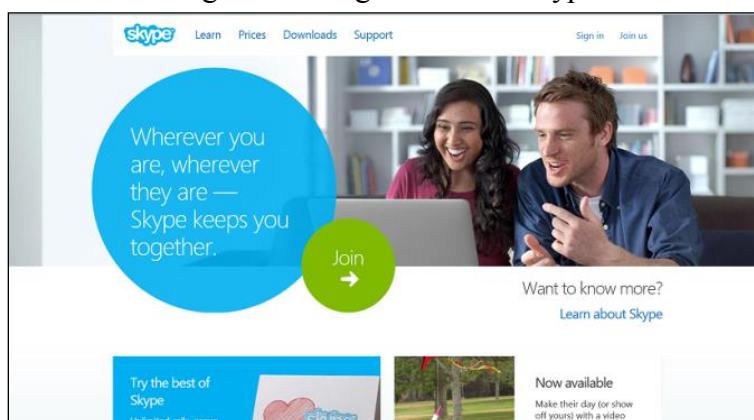 skype
Learn Prices Downloads Support
Sign in Join us
Wherever you
are, wherever
they are —
Skype keeps you
together.
Join
Want to know more?
Learn about Skype
Try the best of
Skype
skype
Now available
Make their day (or show
off yours) with a video